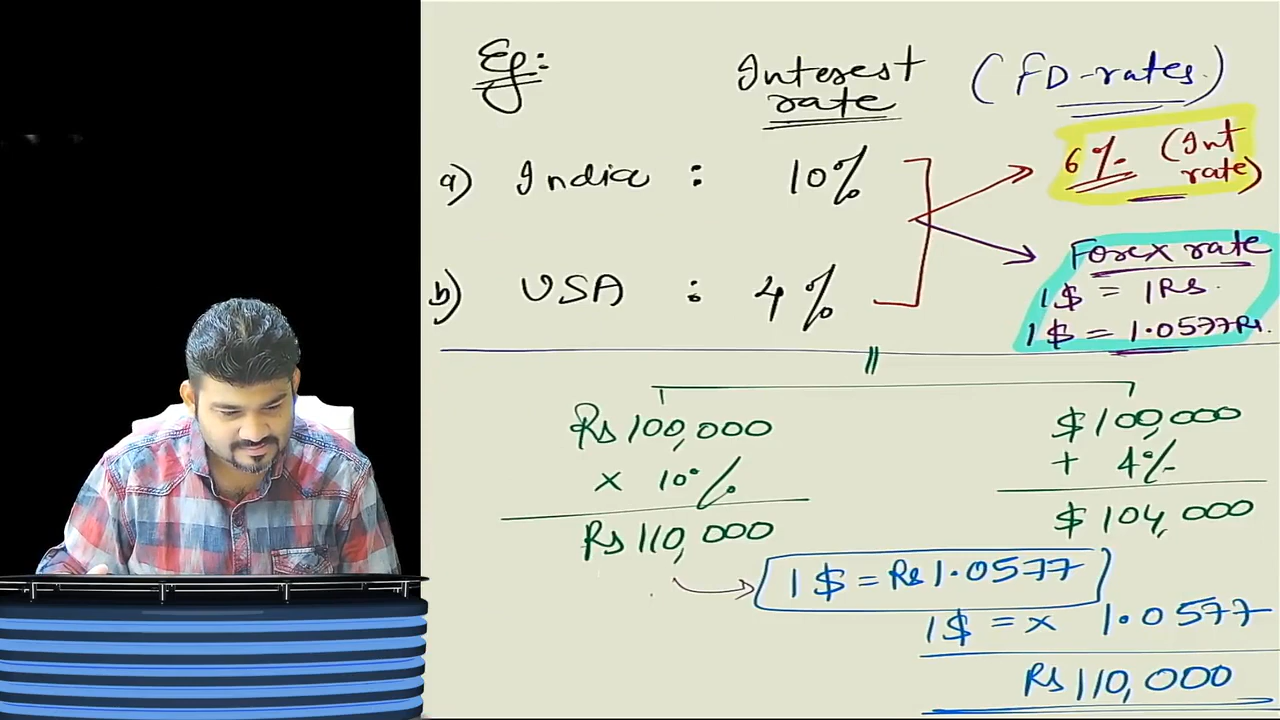 Eg:
Interest rate (FD-rates.)
a) India : 10%
b) USA : 4%
6% (Int rate)
Forex rate
1$ = 1Rs.
1$ = 1.0577Rs.
Rs 100,000
x 10%
Rs 110,000
$ 100,000
+ 4%
$ 104,000
1$ = Rs 1.0577
1$ = x 1.0577
Rs 110,000